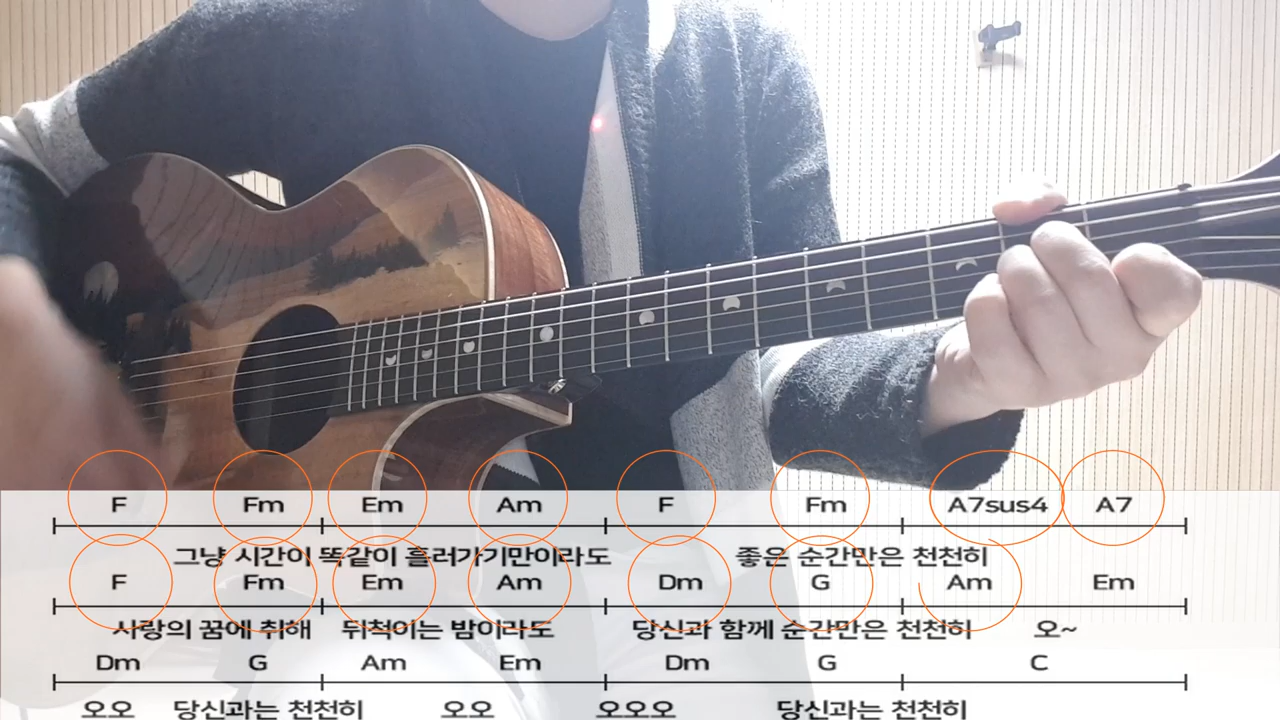 F Fm Em Am F Fm A7sus4 A7
그냥 시간이 똑같이 흘러가기만이라도 좋은 순간만은 천천히
F Fm Em Am Dm G Am Em
사랑의 꿈에 취해 뒤척이는 밤이라도 당신과 함께 순간만은 천천히 오~
Dm G Am Em Dm G C
오오 당신과는 천천히 오오 오오오 당신과는 천천히